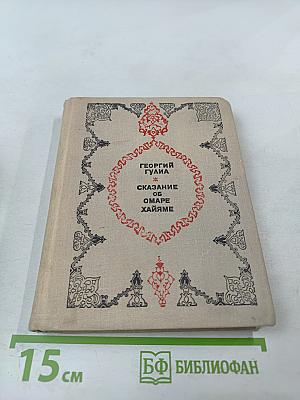 ГЕОРГИЙ
ГУЛИА
СКАЗАНИЕ
ОБ
ОМАРЕ
ХАЙЯМЕ
15 см
БФ БИБЛИОФАН